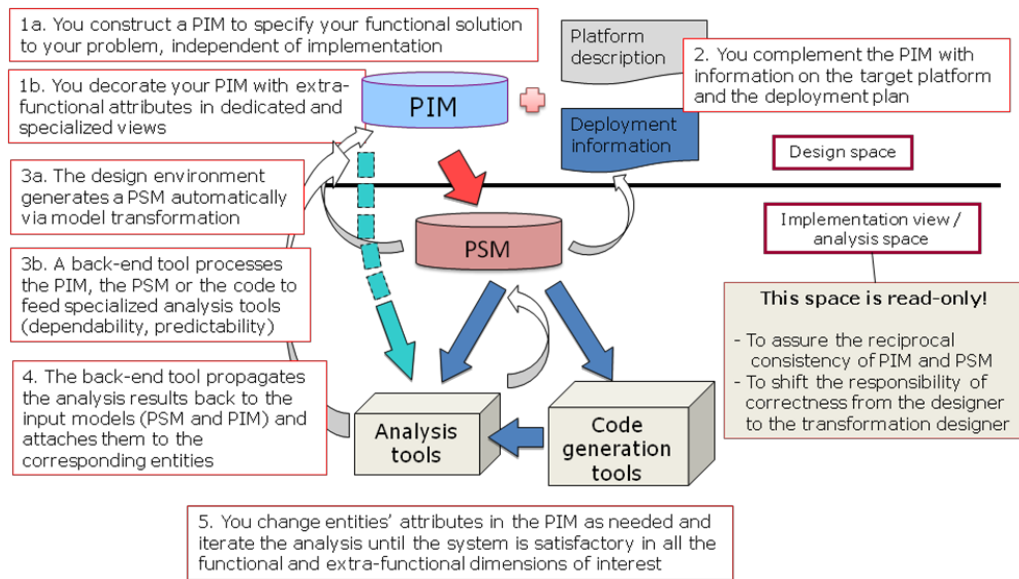 1a. You construct a PIM to specify your functional solution
to your problem, independent of implementation
Platform
description
2. You complement the PIM with
information on the target platform
and the deployment plan
1b. You decorate your PIM with extra-
functional attributes in dedicated and
specialized views
PIM
Deployment
information
Design space
3a. The design environment
generates a PSM automatically
via model transformation
PSM
Implementation view /
analysis space
3b. A back-end tool processes
the PIM, the PSM or the code to
feed specialized analysis tools
(dependability, predictability)
This space is read-only!
- To assure the reciprocal
consistency of PIM and PSM
- To shift the responsibility of
correctness from the designer
to the transformation designer
4. The back-end tool propagates
the analysis results back to the
input models (PSM and PIM) and
attaches them to the
corresponding entities
Analysis
tools
Code
generation
tools
5. You change entities' attributes in the PIM as needed and
iterate the analysis until the system is satisfactory in all the
functional and extra-functional dimensions of interest